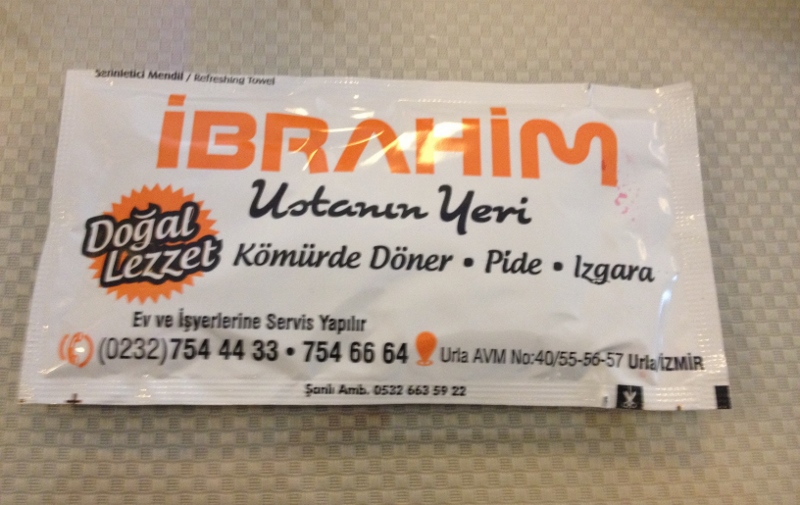 Serinletici Mendil / Refreshing Towel
İBRAHİM
Ustanın Yeri
Doğal
Lezzet
Kömürde Döner • Pide • Izgara
Ev ve İşyerlerine Servis Yapılır
(0232) 754 44 33 • 754 66 64
Urla AVM No:40/55-56-57 Urla/İZMİR
Şanlı Amb. 0532 663 59 22